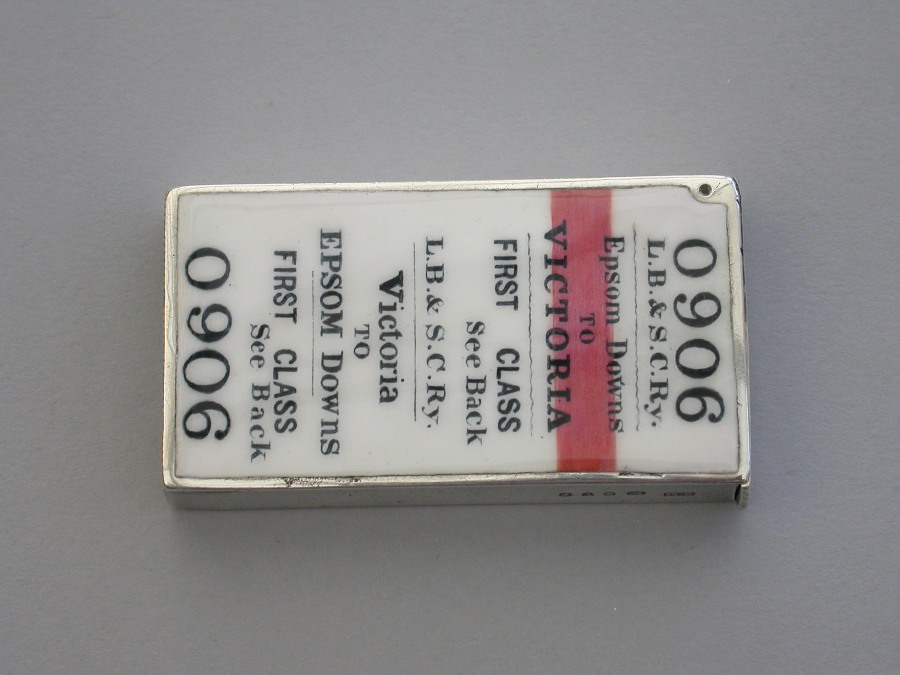 0906
L.B.& S.C.Ry.
Epsom Downs
TO
VICTORIA
FIRST CLASS
See Back
L.B.& S.C.Ry.
Victoria
TO
EPSOM Downs
FIRST CLASS
See Back
0906